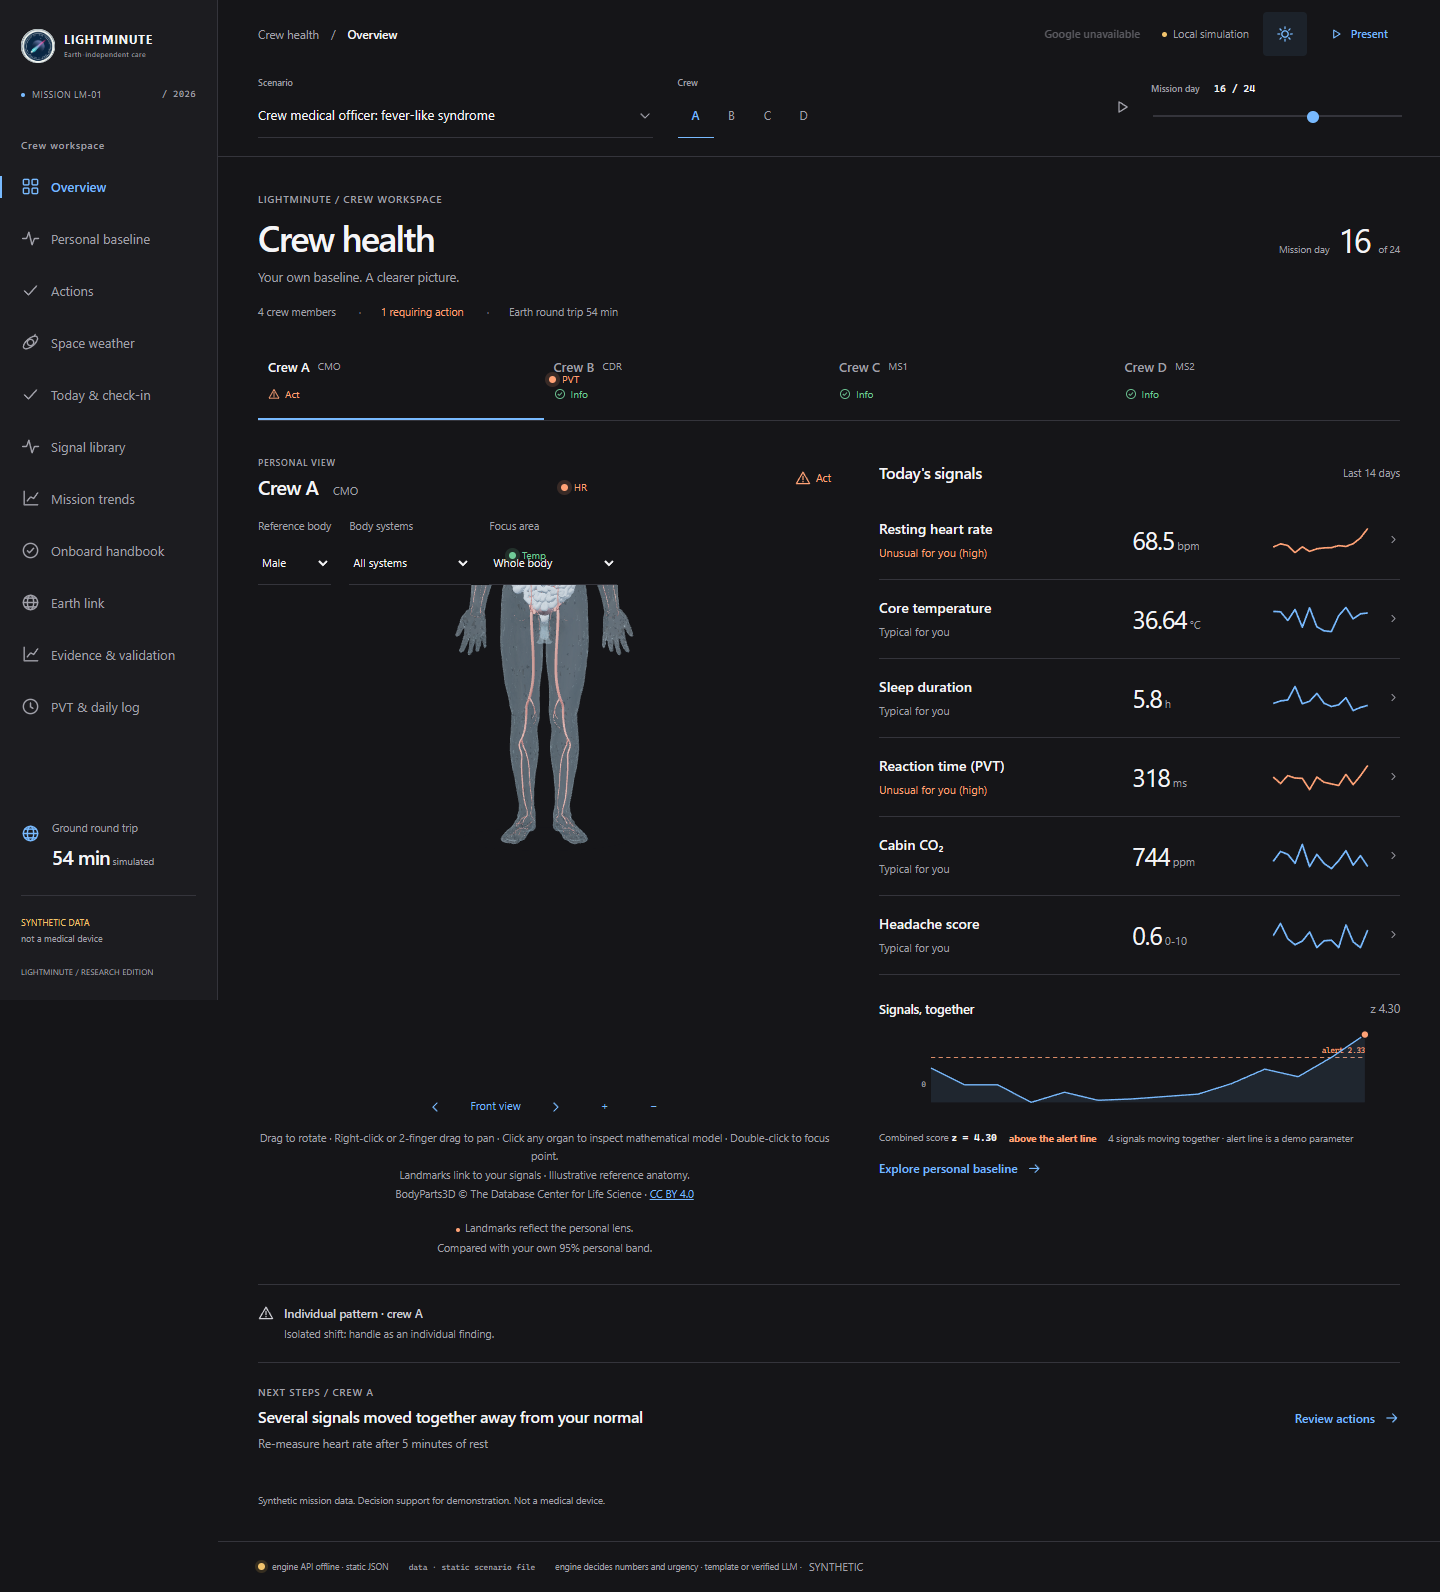 LIGHTMINUTE
Earth-independent care
MISSION LM-01 / 2026
Crew workspace
Overview
Personal baseline
Actions
Space weather
Today & check-in
Signal library
Mission trends
Onboard handbook
Earth link
Evidence & validation
PVT & daily log
Ground round trip
54 min simulated
SYNTHETIC DATA
not a medical device
LIGHTMINUTE / RESEARCH EDITION
Crew health / Overview
Google unavailable
Local simulation
Present
Scenario
Crew medical officer: fever-like syndrome
Crew
A B C D
Mission day 16 / 24
LIGHTMINUTE / CREW WORKSPACE
Crew health
Your own baseline. A clearer picture.
Mission day 16 of 24
4 crew members · 1 requiring action · Earth round trip 54 min
Crew A CMO
Act
Crew B CDR
PVT
Info
Crew C MS1
Info
Crew D MS2
Info
PERSONAL VIEW
Crew A CMO
HR
Act
Reference body Body systems Focus area
Temp
Male All systems Whole body
Front view + −
Drag to rotate · Right-click or 2-finger drag to pan · Click any organ to inspect mathematical model · Double-click to focus
point.
Landmarks link to your signals · Illustrative reference anatomy.
BodyParts3D © The Database Center for Life Science · CC BY 4.0
Landmarks reflect the personal lens.
Compared with your own 95% personal band.
Today's signals Last 14 days
Resting heart rate
Unusual for you (high)
68.5 bpm
Core temperature
Typical for you
36.64 °C
Sleep duration
Typical for you
5.8 h
Reaction time (PVT)
Unusual for you (high)
318 ms
Cabin CO₂
Typical for you
744 ppm
Headache score
Typical for you
0.6 0-10
Signals, together z 4.30
alert 2.33
0
Combined score z = 4.30 above the alert line 4 signals moving together · alert line is a demo parameter
Explore personal baseline
Individual pattern · crew A
Isolated shift: handle as an individual finding.
NEXT STEPS / CREW A
Several signals moved together away from your normal
Re-measure heart rate after 5 minutes of rest
Review actions
Synthetic mission data. Decision support for demonstration. Not a medical device.
engine API offline · static JSON data · static scenario file engine decides numbers and urgency · template or verified LLM · SYNTHETIC